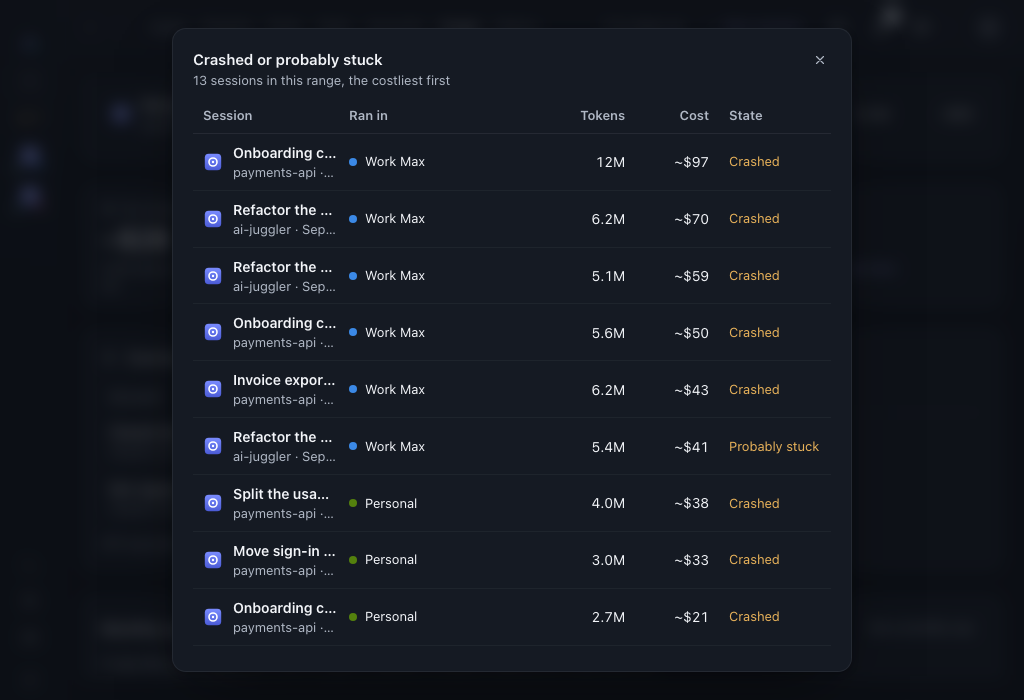 Crashed or probably stuck
13 sessions in this range, the costliest first
Session Ran in Tokens Cost State
Onboarding c... Work Max 12M ~$97 Crashed
payments-api ·...
Refactor the ... Work Max 6.2M ~$70 Crashed
ai-juggler · Sep...
Refactor the ... Work Max 5.1M ~$59 Crashed
ai-juggler · Sep...
Onboarding c... Work Max 5.6M ~$50 Crashed
payments-api ·...
Invoice expor... Work Max 6.2M ~$43 Crashed
payments-api ·...
Refactor the ... Work Max 5.4M ~$41 Probably stuck
ai-juggler · Sep...
Split the usa... Personal 4.0M ~$38 Crashed
payments-api ·...
Move sign-in ... Personal 3.0M ~$33 Crashed
payments-api ·...
Onboarding c... Personal 2.7M ~$21 Crashed
payments-api ·...